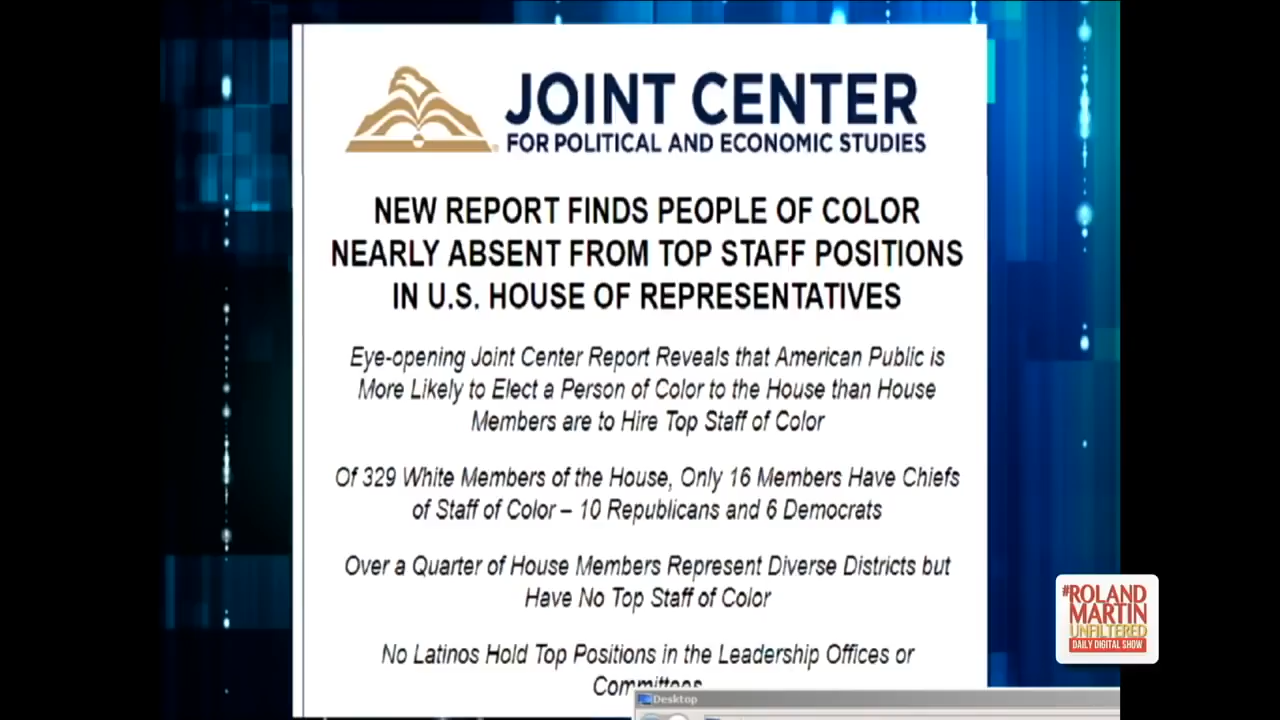 JOINT CENTER
FOR POLITICAL AND ECONOMIC STUDIES
NEW REPORT FINDS PEOPLE OF COLOR
NEARLY ABSENT FROM TOP STAFF POSITIONS
IN U.S. HOUSE OF REPRESENTATIVES
Eye-opening Joint Center Report Reveals that American Public is
More Likely to Elect a Person of Color to the House than House
Members are to Hire Top Staff of Color
Of 329 White Members of the House, Only 16 Members Have Chiefs
of Staff of Color – 10 Republicans and 6 Democrats
Over a Quarter of House Members Represent Diverse Districts but
Have No Top Staff of Color
No Latinos Hold Top Positions in the Leadership Offices or
Committees
Desktop
#ROLAND
MARTIN
UNFILTERED
DAILY DIGITAL SHOW